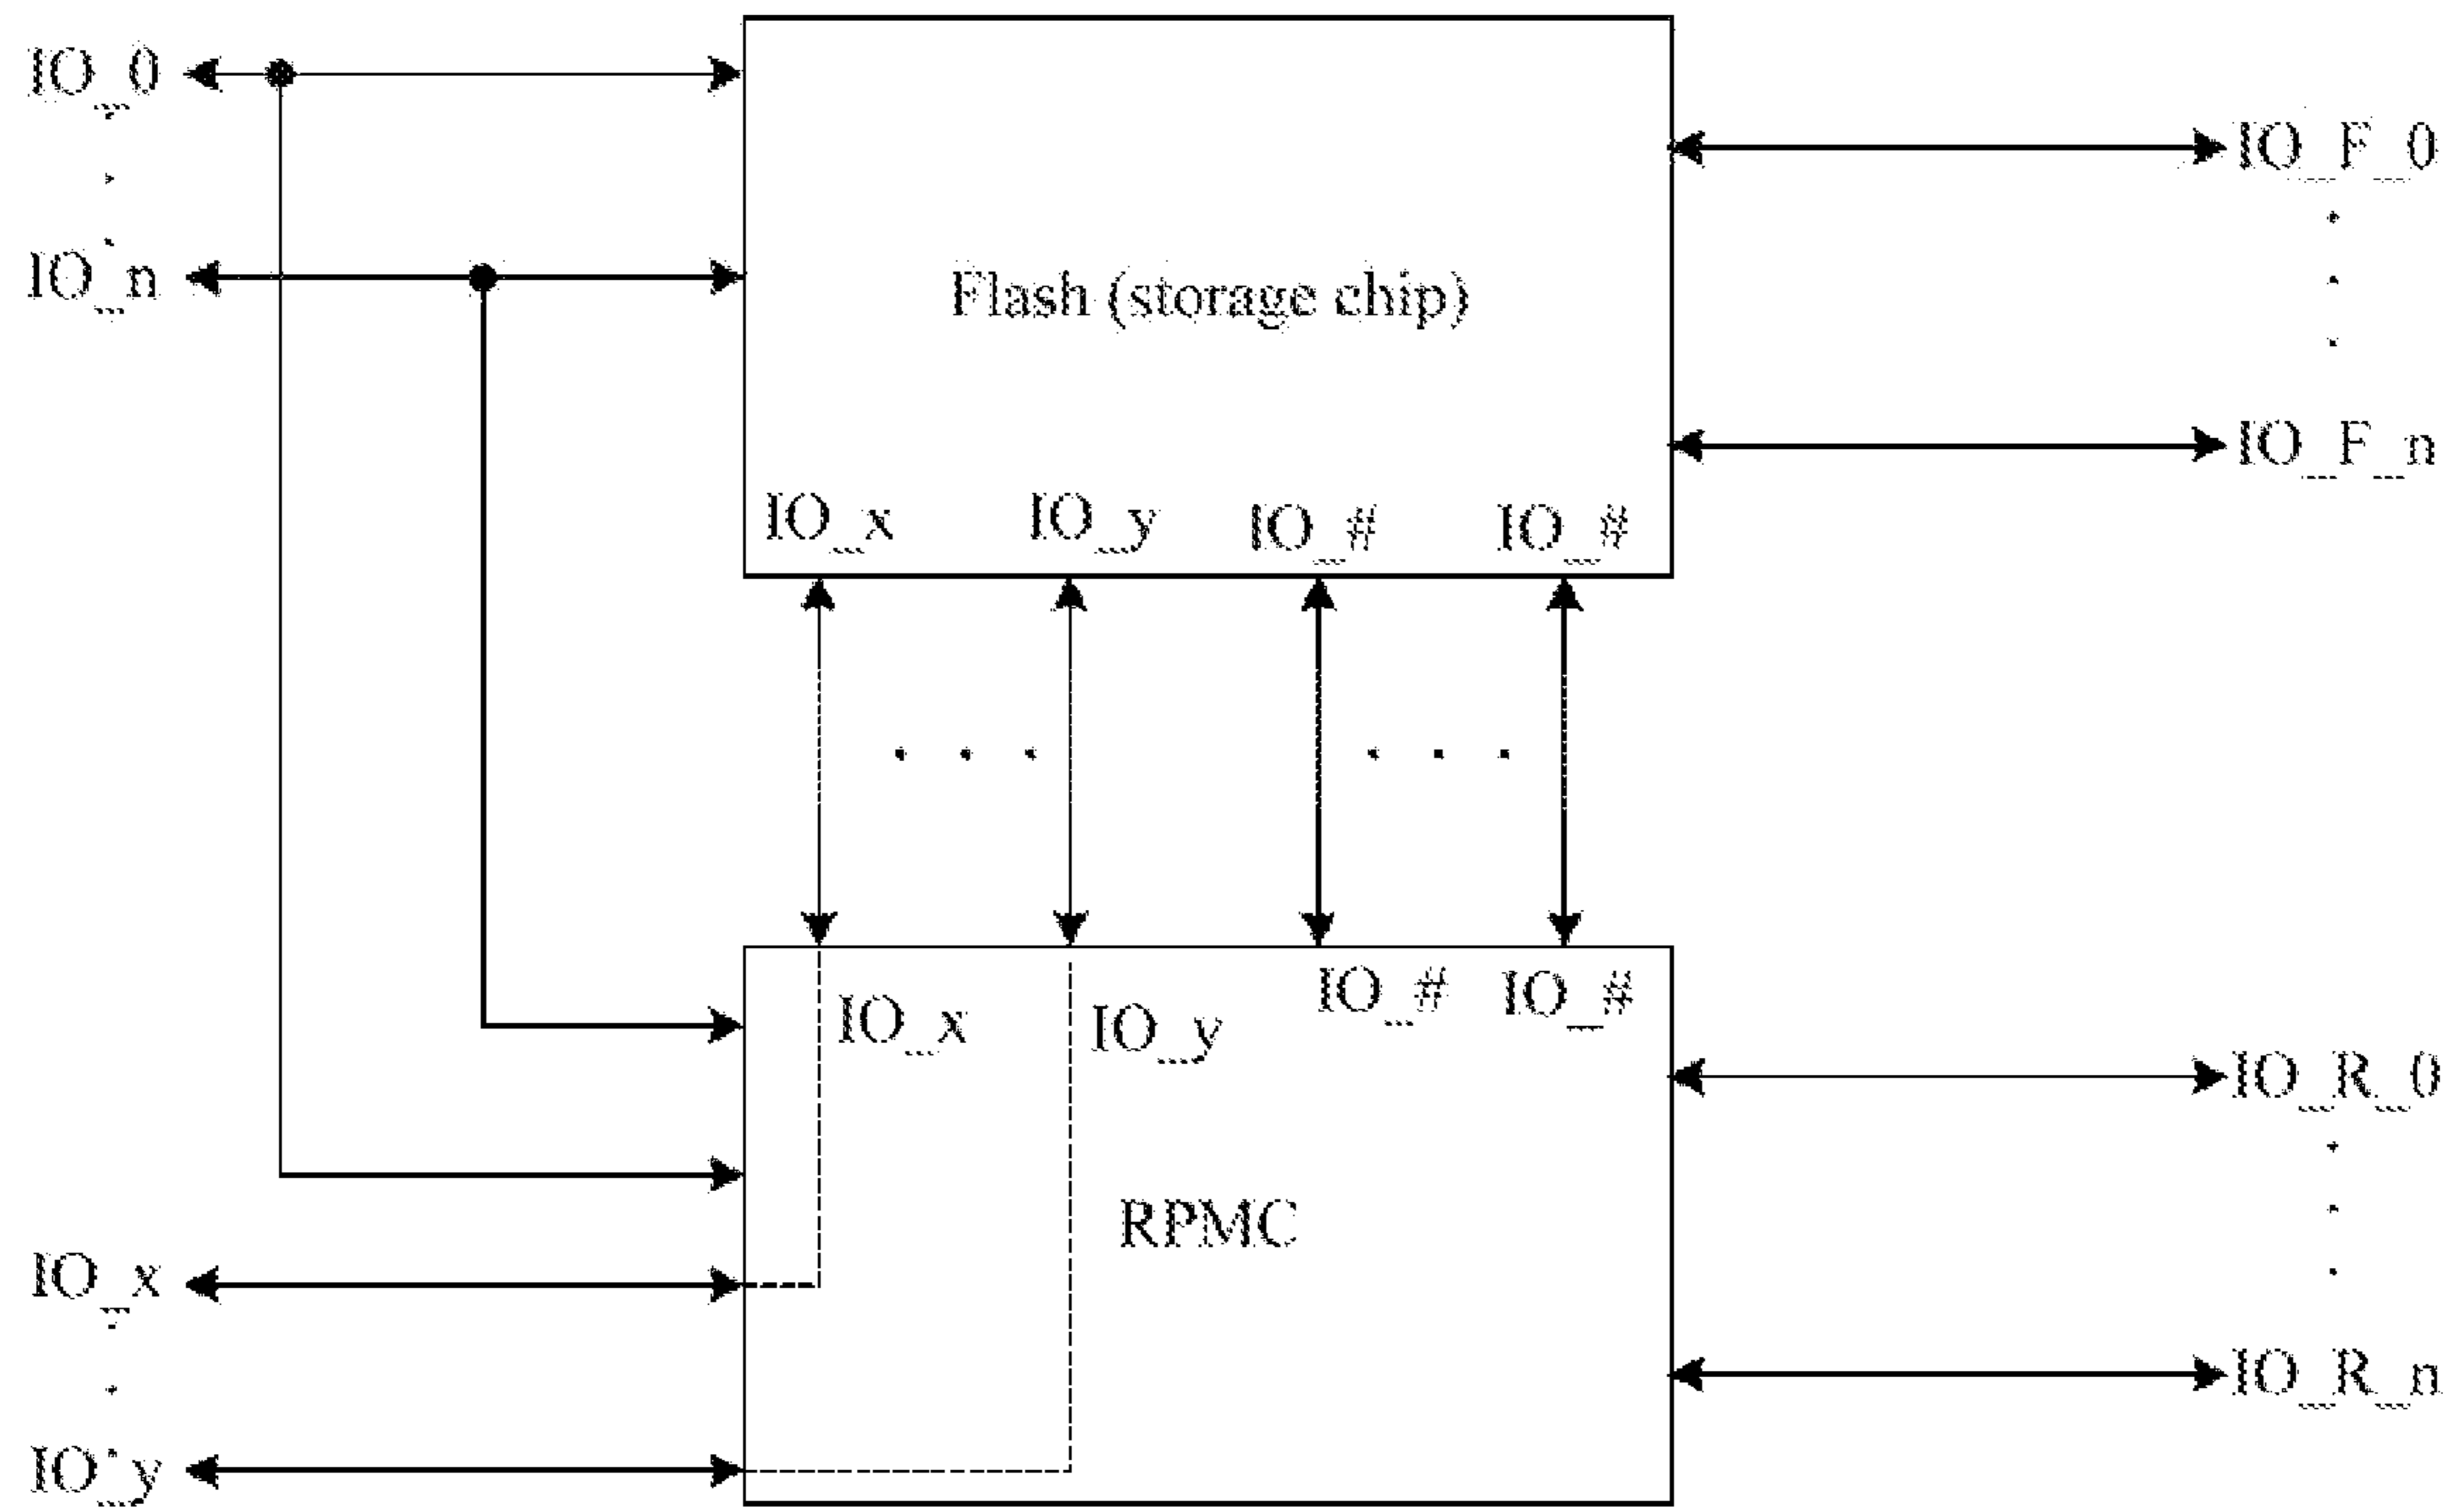 IO_0
IO_n
Flash (storage chip)
IO_F_0
IO_F_n
IO_x
IO_y
IO_#
IO_#
IO_x
IO_y
IO_#
IO_#
RPMC
IO_R_0
IO_R_n
IO_x
IO_y